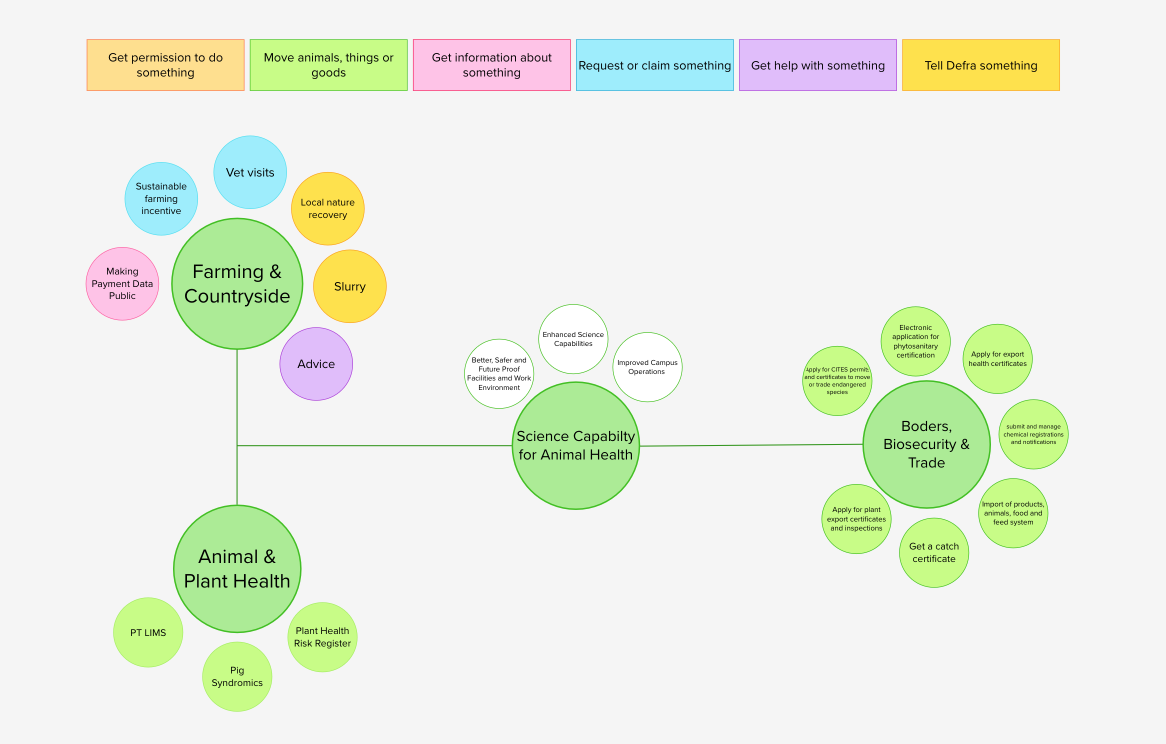 Get permission to do
something
Move animals, things or
goods
Get information about
something
Request or claim something
Get help with something
Tell Defra something
Vet visits
Sustainable
farming
incentive
Local nature
recovery
Making
Payment Data
Public
Farming &
Countryside
Slurry
Advice
Enhanced Science
Capabilities
Better, Safer and
Future Proof
Facilities amd Work
Environment
Improved Campus
Operations
Science Capabilty
for Animal Health
Electronic
application for
phytosanitary
certification
Apply for export
health certificates
Apply for CITES permit,
and certificates to move
or trade endangered
species
Boders,
Biosecurity &
Trade
submit and manage
chemical registrations
and notifications
Import of products,
animals, food and
feed system
Apply for plant
export certificates
and inspections
Get a catch
certificate
Animal &
Plant Health
PT LIMS
Pig
Syndromics
Plant Health
Risk Register